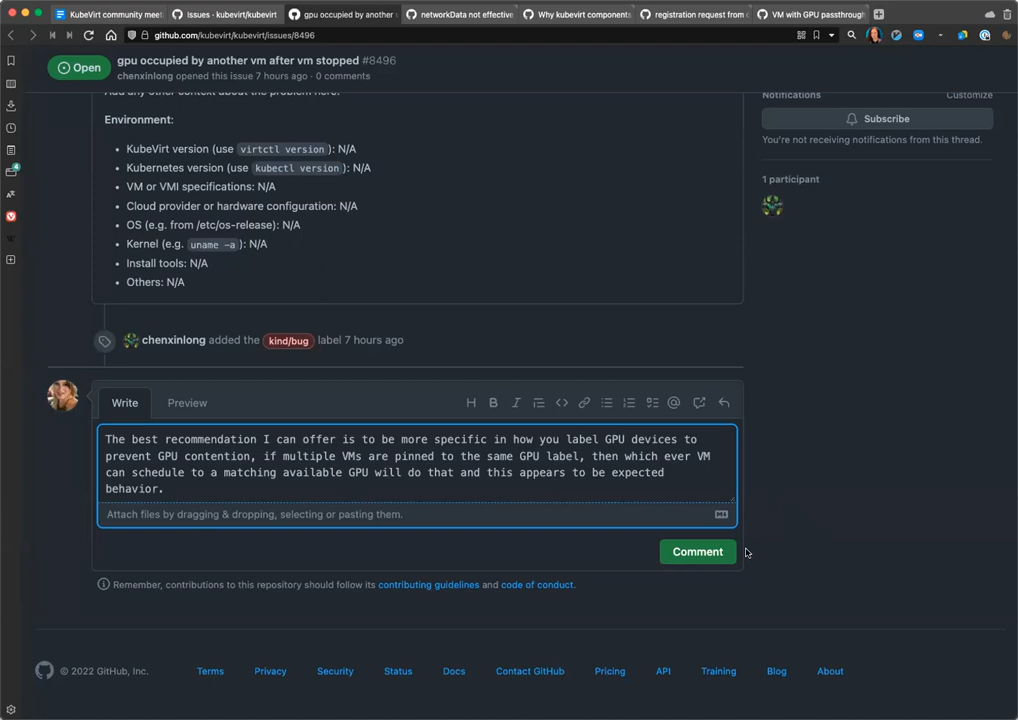 KubeVirt community meet
Issues · kubevirt/kubevirt
gpu occupied by another v
networkData not effective
Why kubevirt components
registration request from c
VM with GPU passthroug
github.com/kubevirt/kubevirt/issues/8496
Open
gpu occupied by another vm after vm stopped #8496
chenxinlong opened this issue 7 hours ago · 0 comments
Add any other context about the problem here.
Notifications
Customize
Environment:
Subscribe
You're not receiving notifications from this thread.
• KubeVirt version (use virtctl version): N/A
• Kubernetes version (use kubectl version): N/A
• VM or VMI specifications: N/A
• Cloud provider or hardware configuration: N/A
• OS (e.g. from /etc/os-release): N/A
• Kernel (e.g. uname -a): N/A
• Install tools: N/A
• Others: N/A
1 participant
chenxinlong added the kind/bug label 7 hours ago
Write
Preview
The best recommendation I can offer is to be more specific in how you label GPU devices to
prevent GPU contention, if multiple VMs are pinned to the same GPU label, then which ever VM
can schedule to a matching available GPU will do that and this appears to be expected
behavior.
Attach files by dragging & dropping, selecting or pasting them.
Comment
Remember, contributions to this repository should follow its contributing guidelines and code of conduct.
© 2022 GitHub, Inc.
Terms
Privacy
Security
Status
Docs
Contact GitHub
Pricing
API
Training
Blog
About